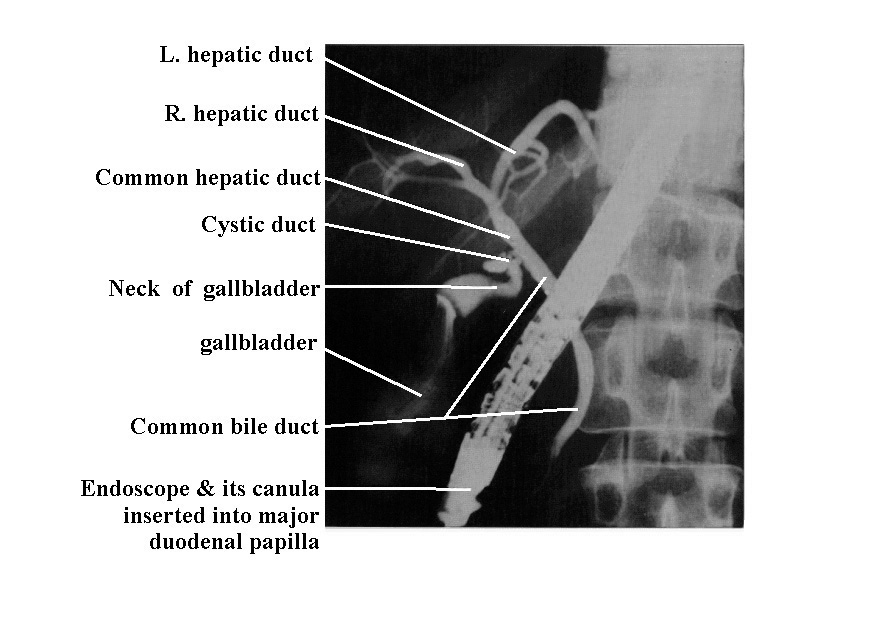 L. hepatic duct
R. hepatic duct
Common hepatic duct
Cystic duct
Neck of gallbladder
gallbladder
Common bile duct
Endoscope & its canula
inserted into major
duodenal papilla